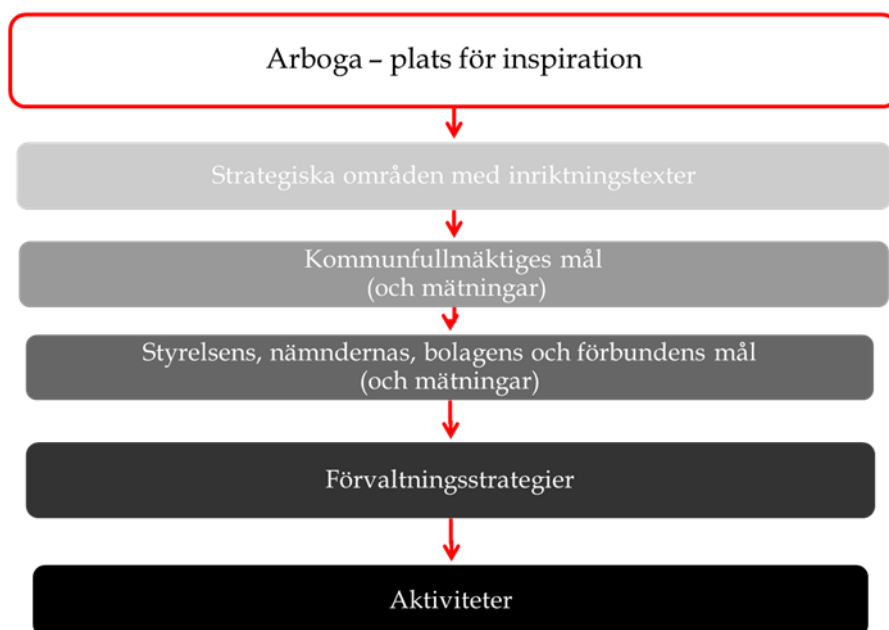 Arboga – plats för inspiration
Strategiska områden med inriktningstexter
Kommunfullmäktiges mål
(och mätningar)
Styrelsens, nämndernas, bolagens och förbundens mål
(och mätningar)
Förvaltningsstrategier
Aktiviteter